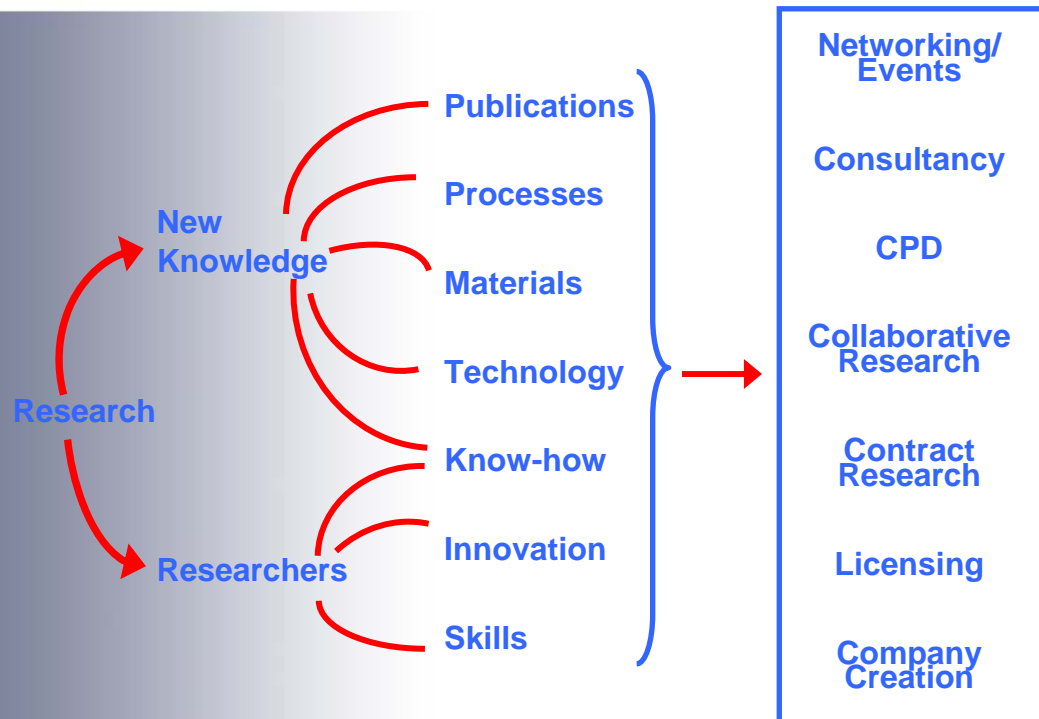 Research
New
Knowledge
Researchers
Publications
Processes
Materials
Technology
Know-how
Innovation
Skills
Networking/
Events
Consultancy
CPD
Collaborative
Research
Contract
Research
Licensing
Company
Creation